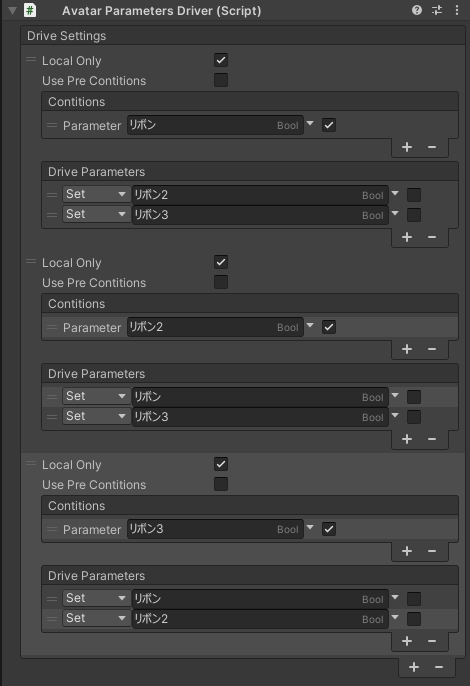 Avatar Parameters Driver (Script)
Drive Settings
Local Only
Use Pre Contitions
Contitions
Parameter リボン Bool
+ −
Drive Parameters
Set リボン2 Bool
Set リボン3 Bool
+ −
Local Only
Use Pre Contitions
Contitions
Parameter リボン2 Bool
+ −
Drive Parameters
Set リボン Bool
Set リボン3 Bool
+ −
Local Only
Use Pre Contitions
Contitions
Parameter リボン3 Bool
+ −
Drive Parameters
Set リボン Bool
Set リボン2 Bool
+ −
+ −